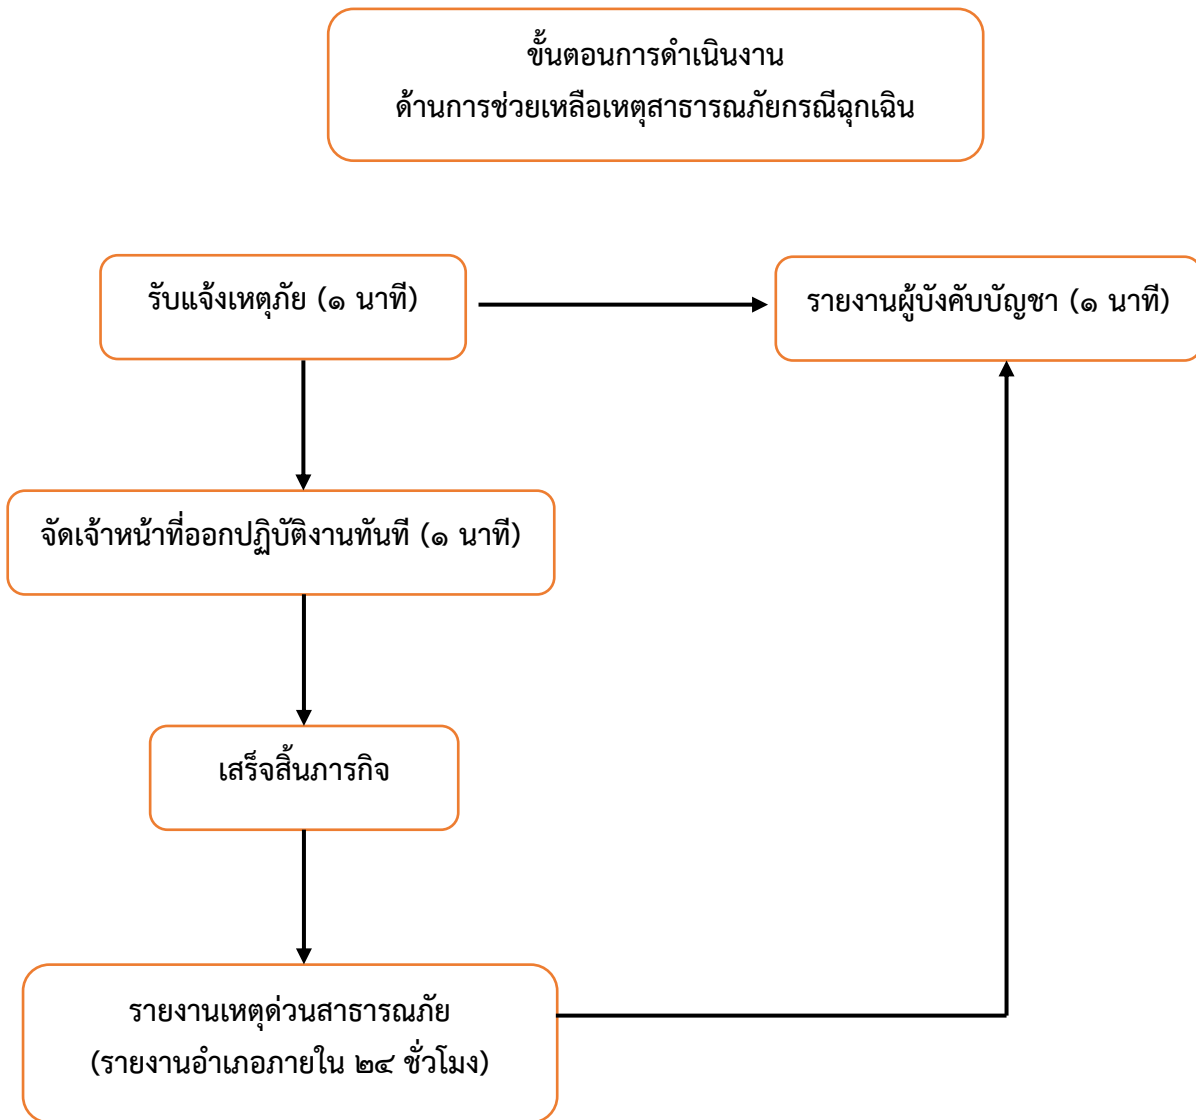 ขั้นตอนการดำเนินงาน
ด้านการช่วยเหลือเหตุสาธารณภัยกรณีฉุกเฉิน
รับแจ้งเหตุภัย (๑ นาที)
รายงานผู้บังคับบัญชา (๑ นาที)
จัดเจ้าหน้าที่ออกปฏิบัติงานทันที (๑ นาที)
เสร็จสิ้นภารกิจ
รายงานเหตุด่วนสาธารณภัย
(รายงานอำเภอภายใน ๒๔ ชั่วโมง)